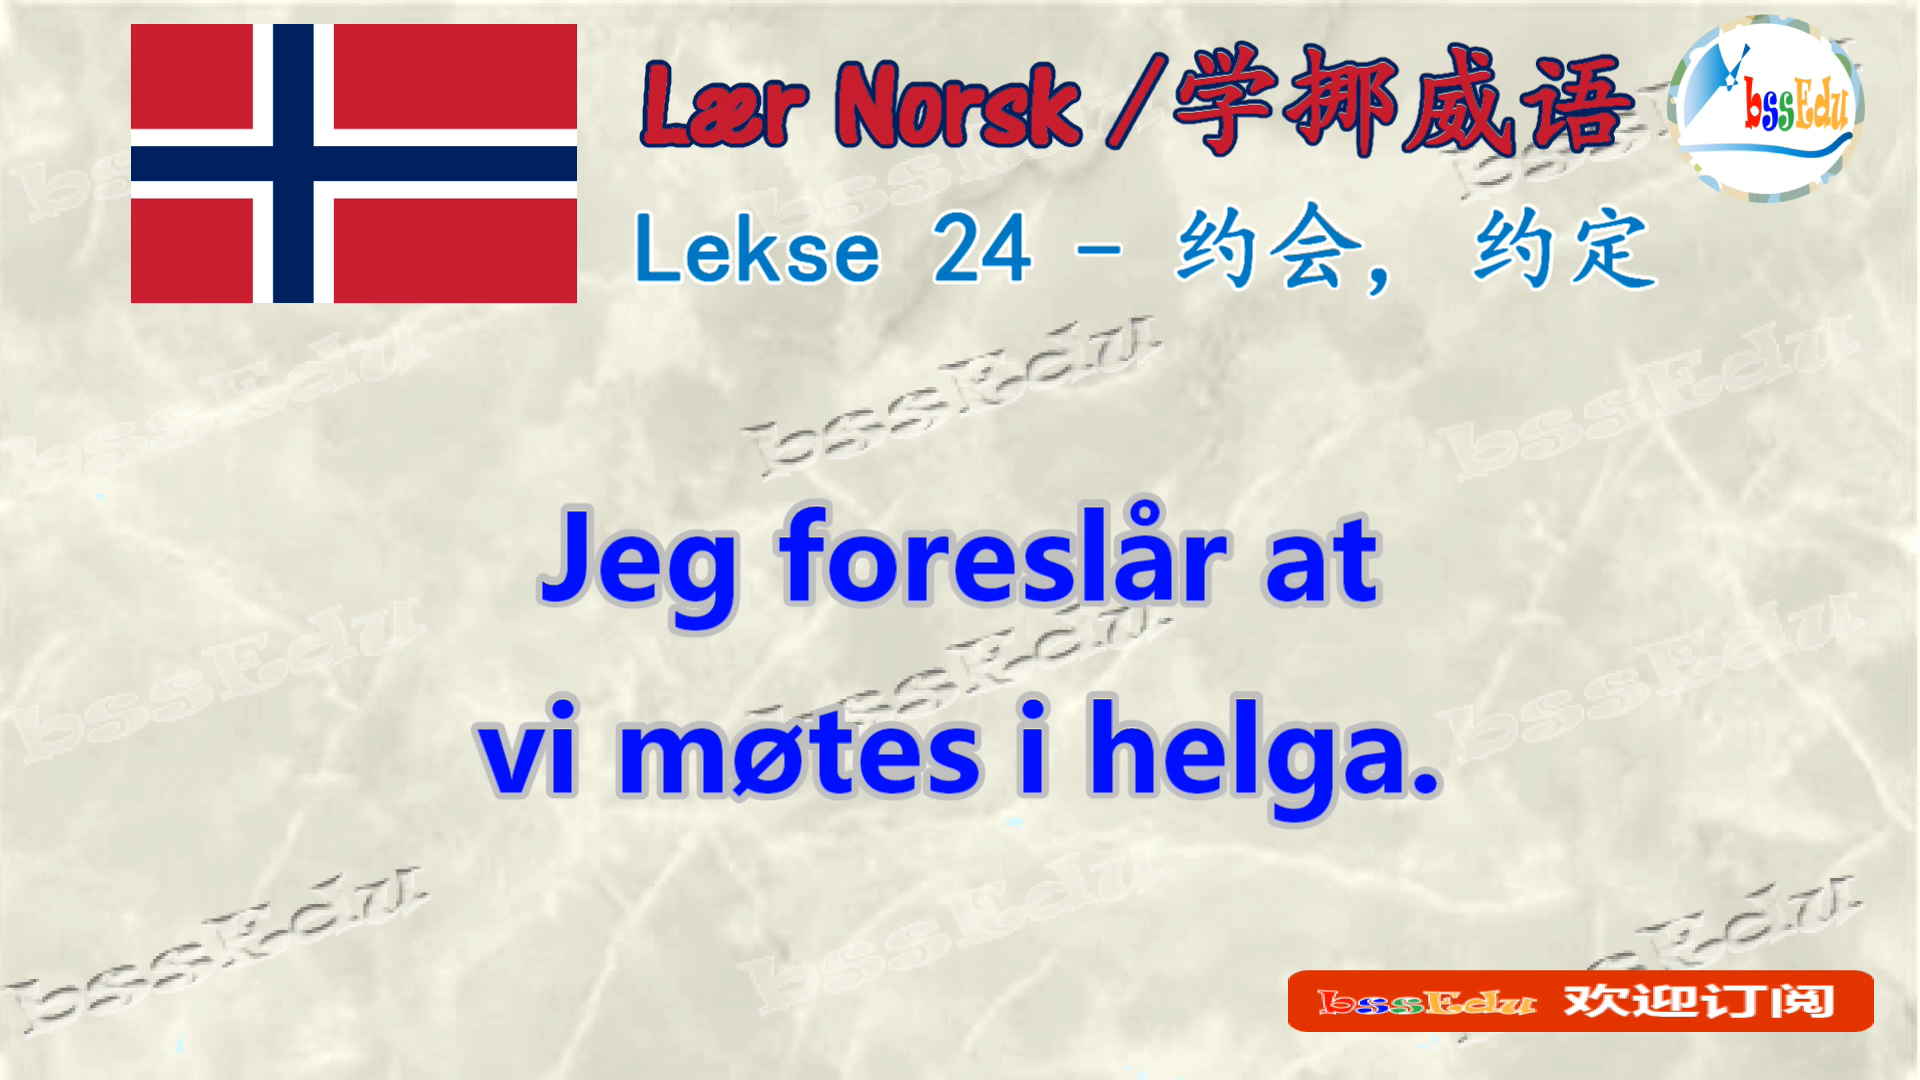 Lær Norsk /学挪威语
bssEdu
Lekse 24 - 约会, 约定
bssEdu
Jeg foreslår at
vi møtes i helga.
bssEdu 欢迎订阅